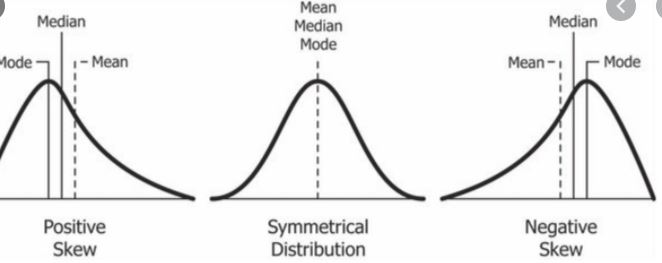 Median
Mode
Mean
Positive
Skew
Mean
Median
Mode
Symmetrical
Distribution
Median
Mean
Mode
Negative
Skew